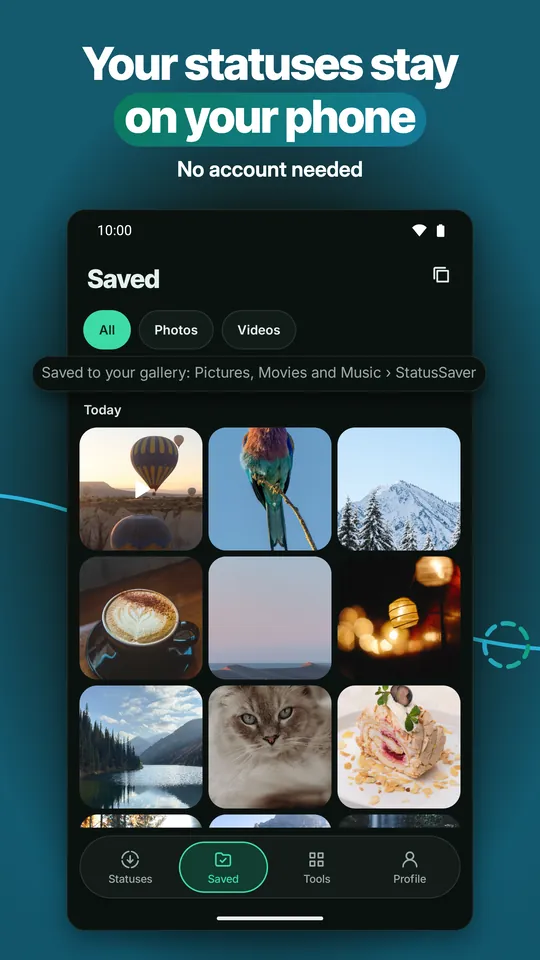 Your statuses stay
on your phone
No account needed
10:00
Saved
All
Photos
Videos
Saved to your gallery: Pictures, Movies and Music › StatusSaver
Today
Statuses
Saved
Tools
Profile